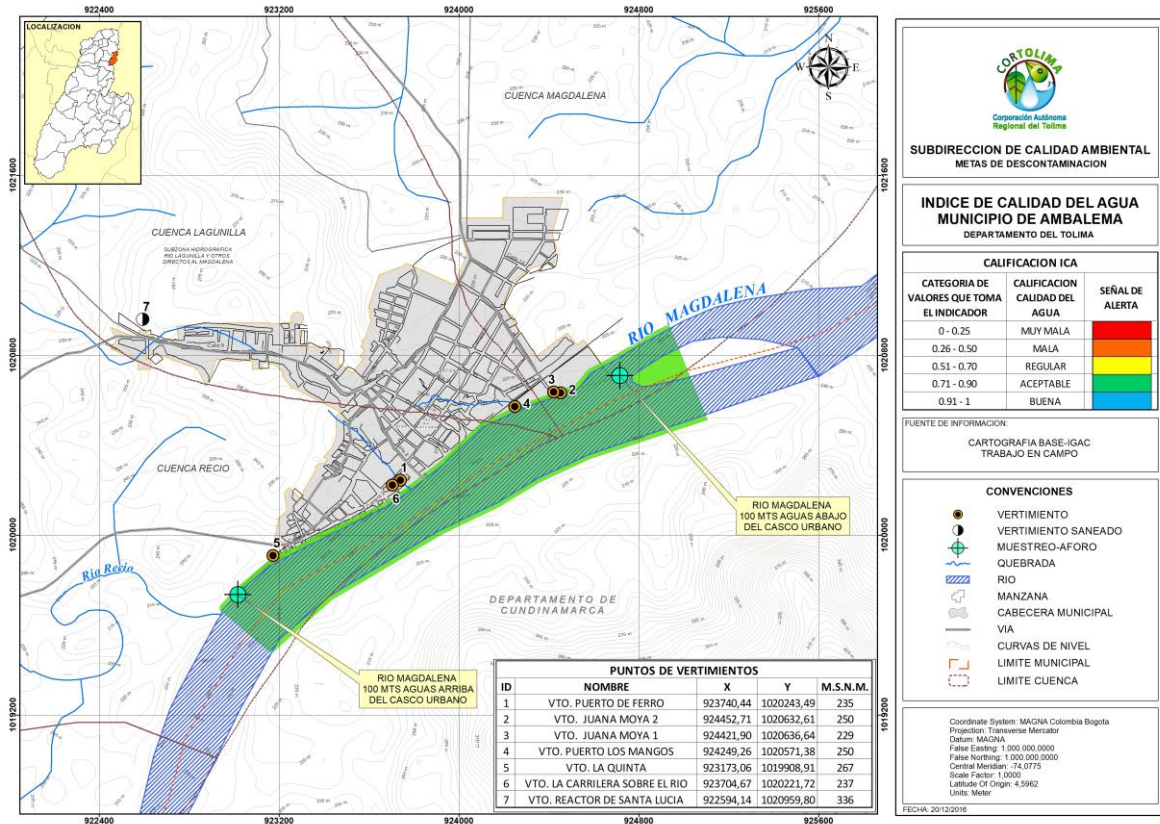 922400 923200 924000 924800 925600
LOCALIZACION
N
W E
S
CUENCA MAGDALENA
1021600 1021600
CUENCA LAGUNILLA
SUBZONA HIDROGRAFICA
RIO LAGUNILLA Y OTROS
DIRECTOS AL MAGDALENA
7
RIO MAGDALENA
1020800 1020800
3
2
4
CUENCA RECIO
1
6
RIO MAGDALENA
100 MTS AGUAS ABAJO
DEL CASCO URBANO
1020000 1020000
5
Rio Recio
DEPARTAMENTO DE
CUNDINAMARCA
RIO MAGDALENA
100 MTS AGUAS ARRIBA
DEL CASCO URBANO
1019200 1019200
PUNTOS DE VERTIMIENTOS
ID NOMBRE X Y M.S.N.M.
1 VTO. PUERTO DE FERRO 923740,44 1020243,49 235
2 VTO. JUANA MOYA 2 924452,90 1020632,61 250
3 VTO. JUANA MOYA 1 924421,90 1020636,64 229
4 VTO. PUERTO LOS MANGOS 924249,26 1020571,38 250
5 VTO. LA QUINTA 923173,06 1019908,91 267
6 VTO. LA CARRILERA SOBRE EL RIO 923704,67 1020221,72 237
7 VTO. REACTOR DE SANTA LUCIA 922594,14 1020959,80 336
922400 923200 924000 924800 925600
CORTOLIMA
Corporación Autónoma
Regional del Tolima
SUBDIRECCION DE CALIDAD AMBIENTAL
METAS DE DESCONTAMINACION
INDICE DE CALIDAD DEL AGUA
MUNICIPIO DE AMBALEMA
DEPARTAMENTO DEL TOLIMA
CALIFICACION ICA
CATEGORIA DE CALIFICACION SEÑAL DE
VALORES QUE TOMA CALIDAD DEL ALERTA
EL INDICADOR AGUA
0 - 0.25 MUY MALA
0.26 - 0.50 MALA
0.51 - 0.70 REGULAR
0.71 - 0.90 ACEPTABLE
0.91 - 1 BUENA
FUENTE DE INFORMACION:
CARTOGRAFIA BASE-IGAC
TRABAJO EN CAMPO
CONVENCIONES
VERTIMIENTO
VERTIMIENTO SANEADO
MUESTREO-AFORO
QUEBRADA
RIO
MANZANA
CABECERA MUNICIPAL
VIA
CURVAS DE NIVEL
LIMITE MUNICIPAL
LIMITE CUENCA
Coordinate System: MAGNA Colombia Bogota
Projection: Transverse Mercator
Datum: MAGNA
False Easting: 1.000.000,0000
False Northing: 1.000.000,0000
Central Meridian: -74,0775
Scale Factor: 1,0000
Latitude Of Origin: 4,5962
Units: Meter
FECHA: 20/12/2016